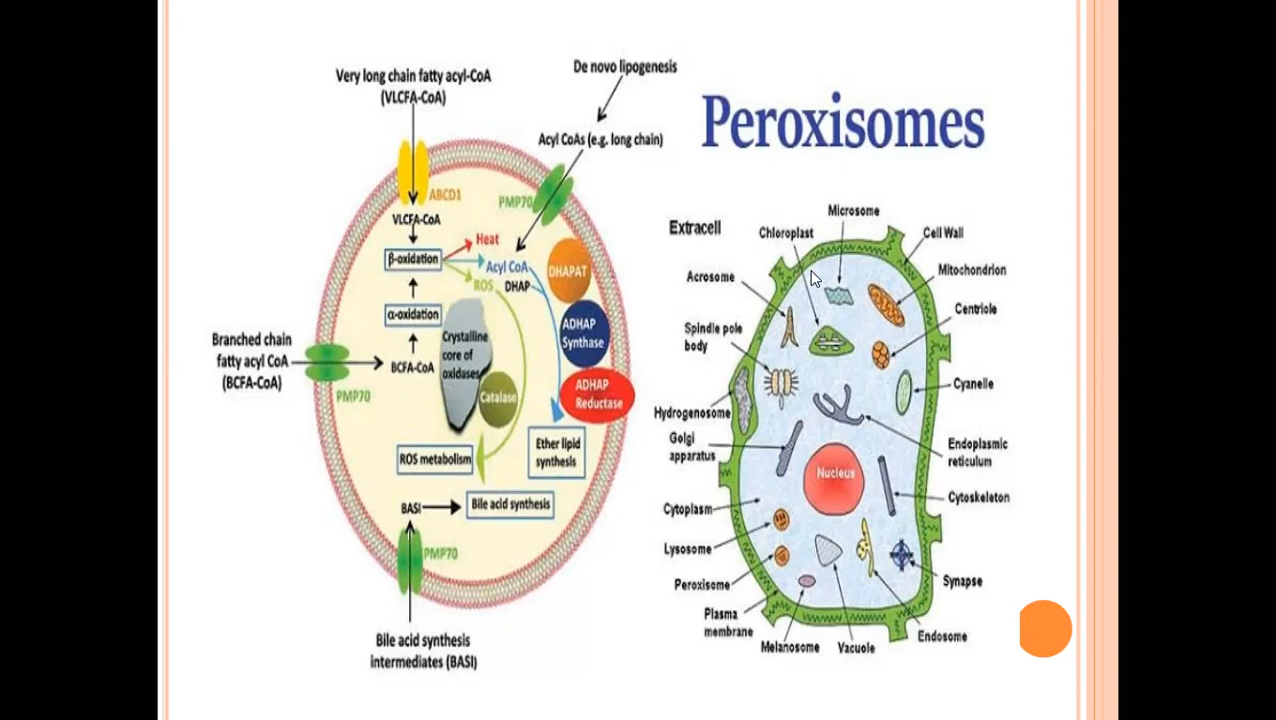 Very long chain fatty acyl-CoA
(VLCFA-CoA)
De novo lipogenesis
Acyl CoAs (e.g. long chain)
ABCD1
PMP70
VLCFA-CoA
β-oxidation
Heat
Acyl CoA
ROS
DHAP
DHAPAT
α-oxidation
ADHAP
Synthase
Branched chain
fatty acyl CoA
(BCFA-CoA)
BCFA-CoA
PMP70
Crystalline
core of
oxidases
Catalase
ADHAP
Reductase
ROS metabolism
Ether lipid
synthesis
BASI
Bile acid synthesis
PMP70
Bile acid synthesis
intermediates (BASI)
Peroxisomes
Extracell
Microsome
Chloroplast
Cell Wall
Acrosome
Mitochondrion
Centriole
Spindle pole
body
Cyanelle
Hydrogenosome
Golgi
apparatus
Endoplasmic
reticulum
Nucleus
Cytoskeleton
Cytoplasm
Lysosome
Peroxisome
Synapse
Plasma
membrane
Endosome
Melanosome
Vacuole